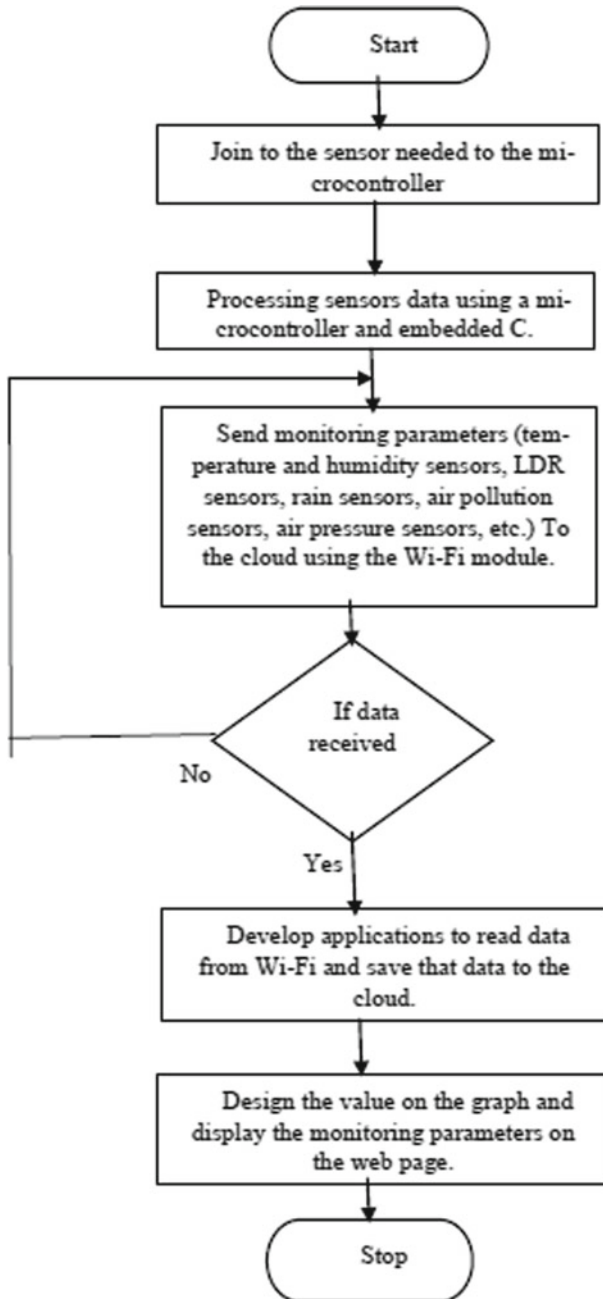 Start
Join to the sensor needed to the mi-
crocontroller
Processing sensors data using a mi-
crocontroller and embedded C.
Send monitoring parameters (tem-
perature and humidity sensors, LDR
sensors, rain sensors, air pollution
sensors, air pressure sensors, etc.) To
the cloud using the Wi-Fi module.
If data
received
No
Yes
Develop applications to read data
from Wi-Fi and save that data to the
cloud.
Design the value on the graph and
display the monitoring parameters on
the web page.
Stop